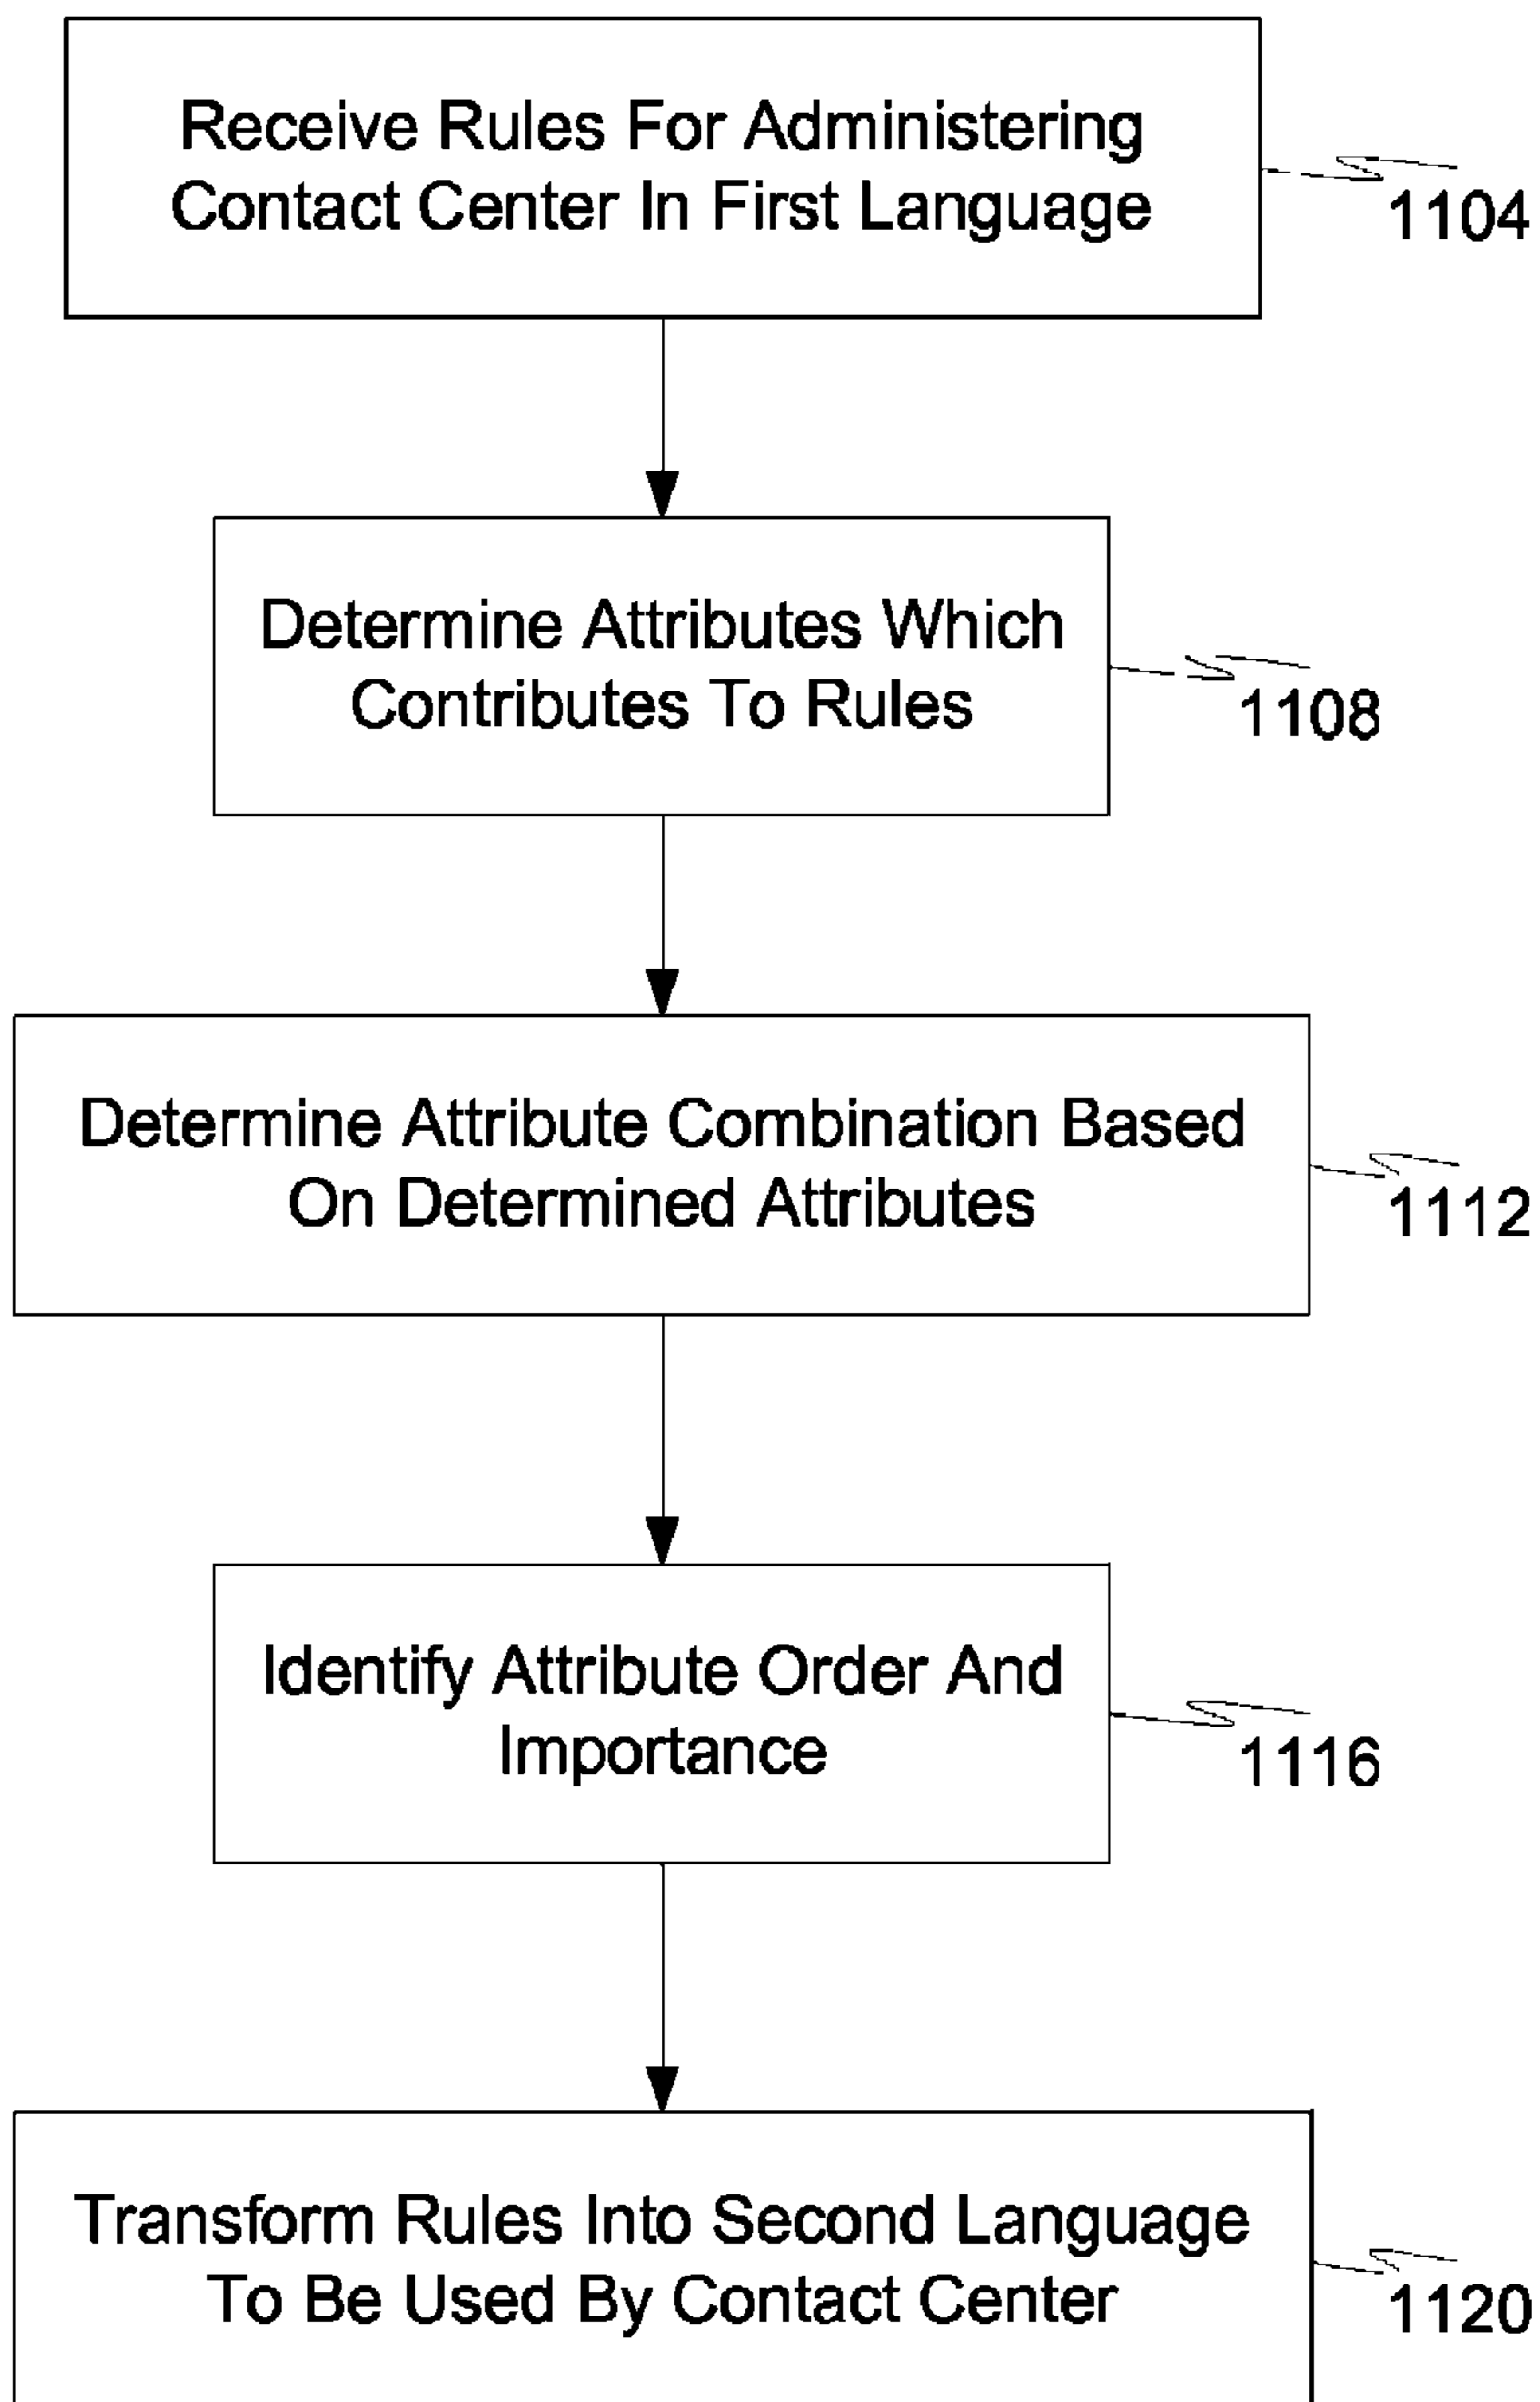 Receive Rules For Administering
Contact Center In First Language
1104
Determine Attributes Which
Contributes To Rules
1108
Determine Attribute Combination Based
On Determined Attributes
1112
Identify Attribute Order And
Importance
1116
Transform Rules Into Second Language
To Be Used By Contact Center
1120